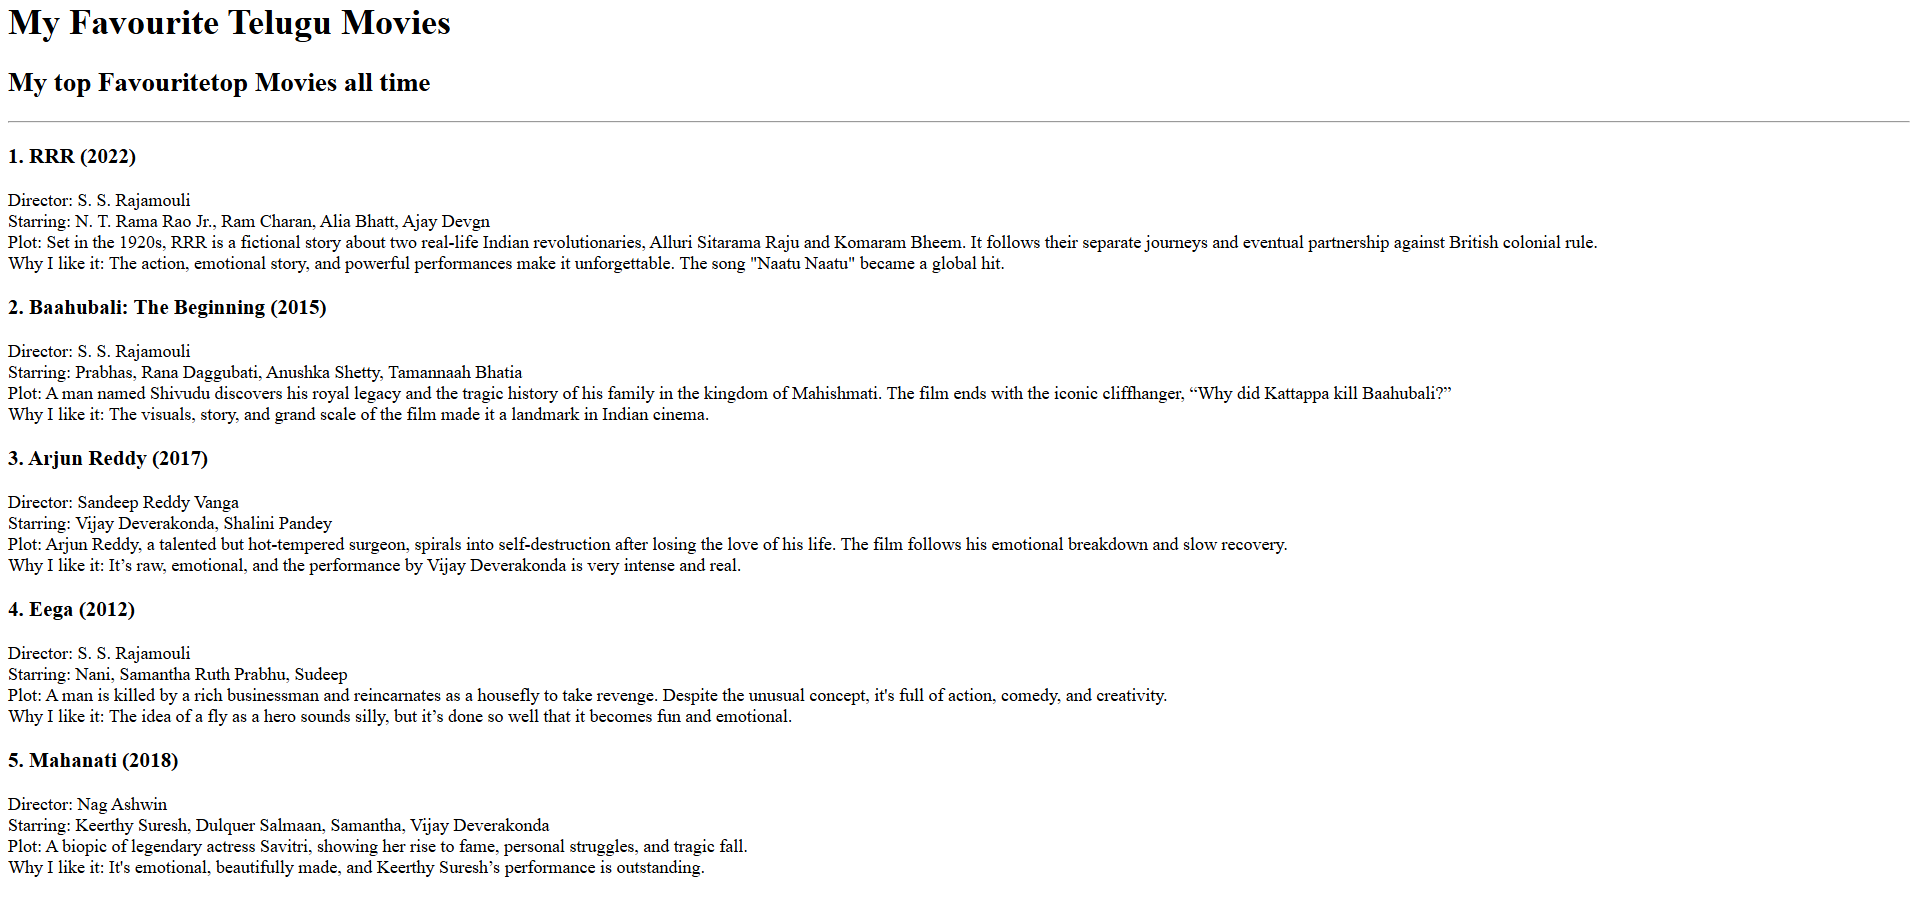 My Favourite Telugu Movies
My top Favouritetop Movies all time
1. RRR (2022)
Director: S. S. Rajamouli
Starring: N. T. Rama Rao Jr., Ram Charan, Alia Bhatt, Ajay Devgn
Plot: Set in the 1920s, RRR is a fictional story about two real-life Indian revolutionaries, Alluri Sitarama Raju and Komaram Bheem. It follows their separate journeys and eventual partnership against British colonial rule.
Why I like it: The action, emotional story, and powerful performances make it unforgettable. The song "Naatu Naatu" became a global hit.
2. Baahubali: The Beginning (2015)
Director: S. S. Rajamouli
Starring: Prabhas, Rana Daggubati, Anushka Shetty, Tamannaah Bhatia
Plot: A man named Shivudu discovers his royal legacy and the tragic history of his family in the kingdom of Mahishmati. The film ends with the iconic cliffhanger, “Why did Kattappa kill Baahubali?”
Why I like it: The visuals, story, and grand scale of the film made it a landmark in Indian cinema.
3. Arjun Reddy (2017)
Director: Sandeep Reddy Vanga
Starring: Vijay Deverakonda, Shalini Pandey
Plot: Arjun Reddy, a talented but hot-tempered surgeon, spirals into self-destruction after losing the love of his life. The film follows his emotional breakdown and slow recovery.
Why I like it: It’s raw, emotional, and the performance by Vijay Deverakonda is very intense and real.
4. Eega (2012)
Director: S. S. Rajamouli
Starring: Nani, Samantha Ruth Prabhu, Sudeep
Plot: A man is killed by a rich businessman and reincarnates as a housefly to take revenge. Despite the unusual concept, it's full of action, comedy, and creativity.
Why I like it: The idea of a fly as a hero sounds silly, but it’s done so well that it becomes fun and emotional.
5. Mahanati (2018)
Director: Nag Ashwin
Starring: Keerthy Suresh, Dulquer Salmaan, Samantha, Vijay Deverakonda
Plot: A biopic of legendary actress Savitri, showing her rise to fame, personal struggles, and tragic fall.
Why I like it: It's emotional, beautifully made, and Keerthy Suresh’s performance is outstanding.